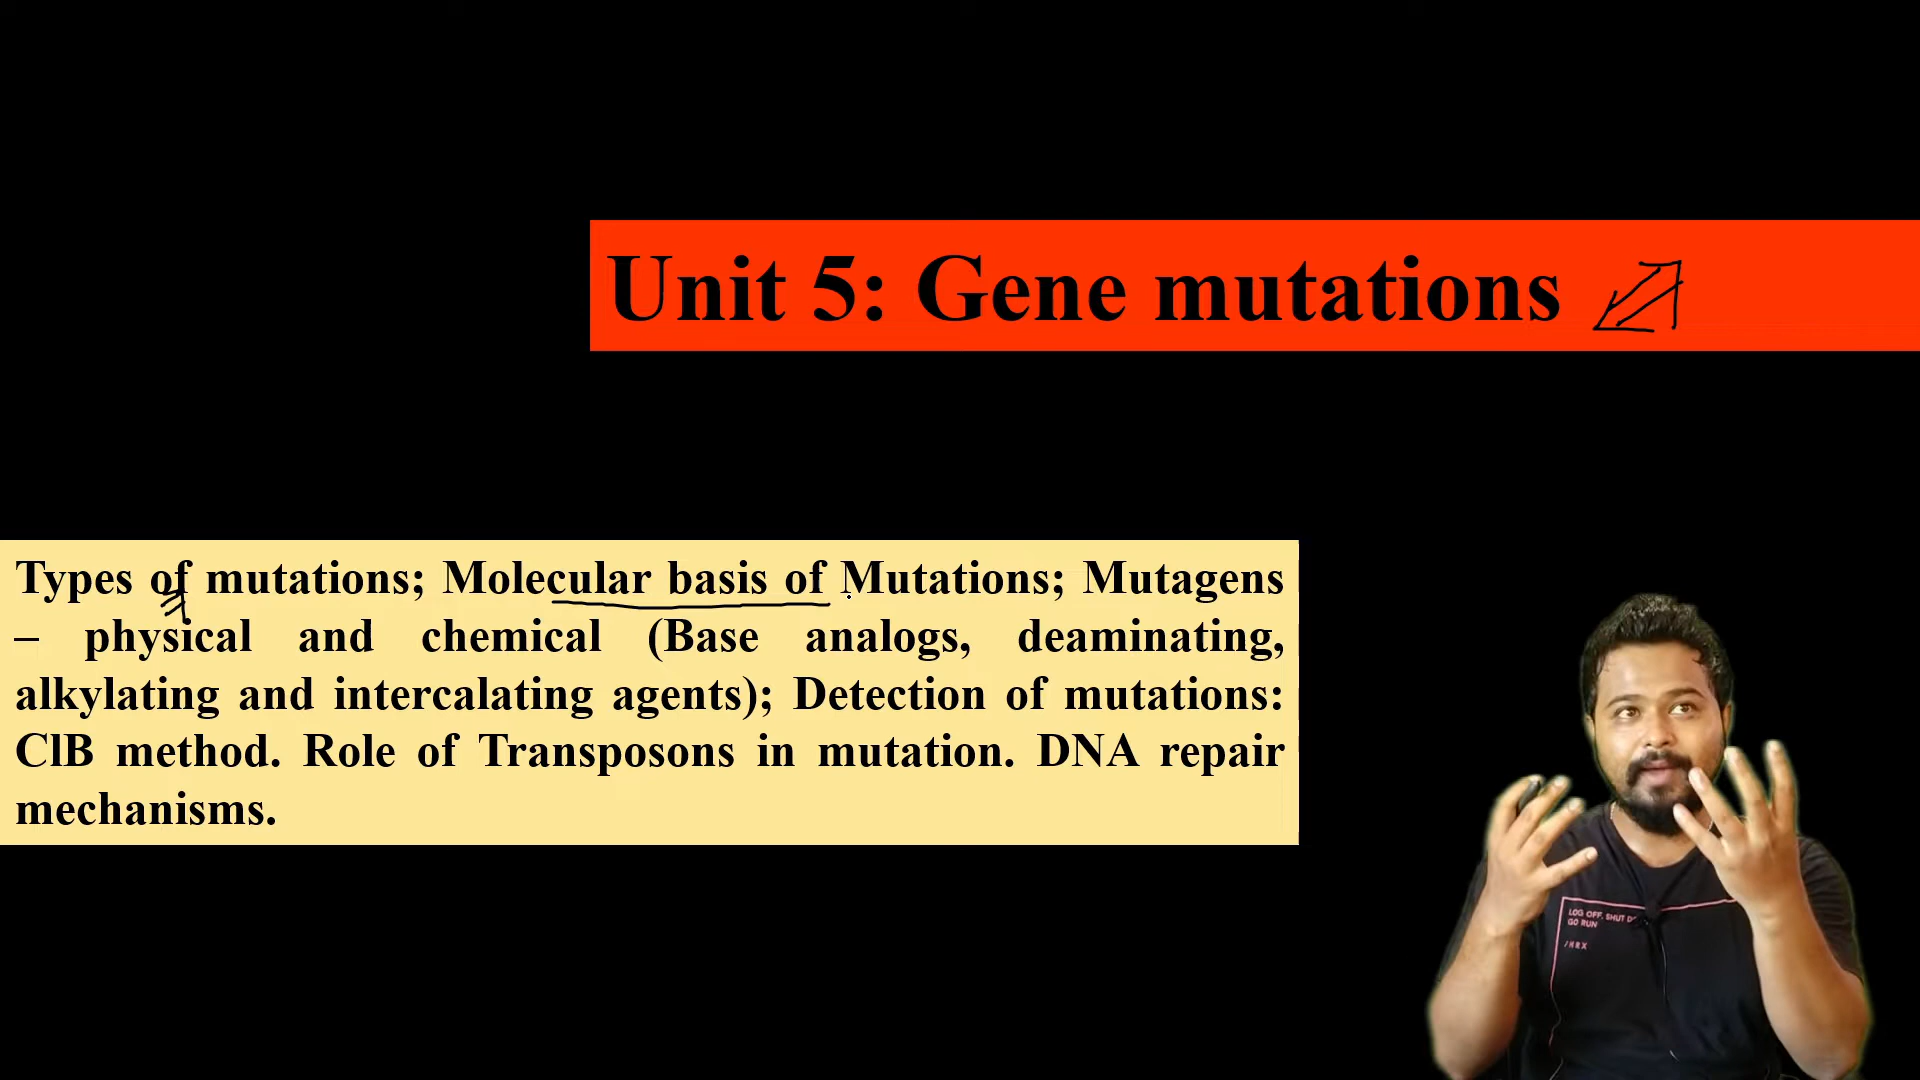 Unit 5: Gene mutations
Types of mutations; Molecular basis of Mutations; Mutagens
– physical and chemical (Base analogs, deaminating,
alkylating and intercalating agents); Detection of mutations:
ClB method. Role of Transposons in mutation. DNA repair
mechanisms.
LOG OFF. SHUT
GO RUN
/HRX